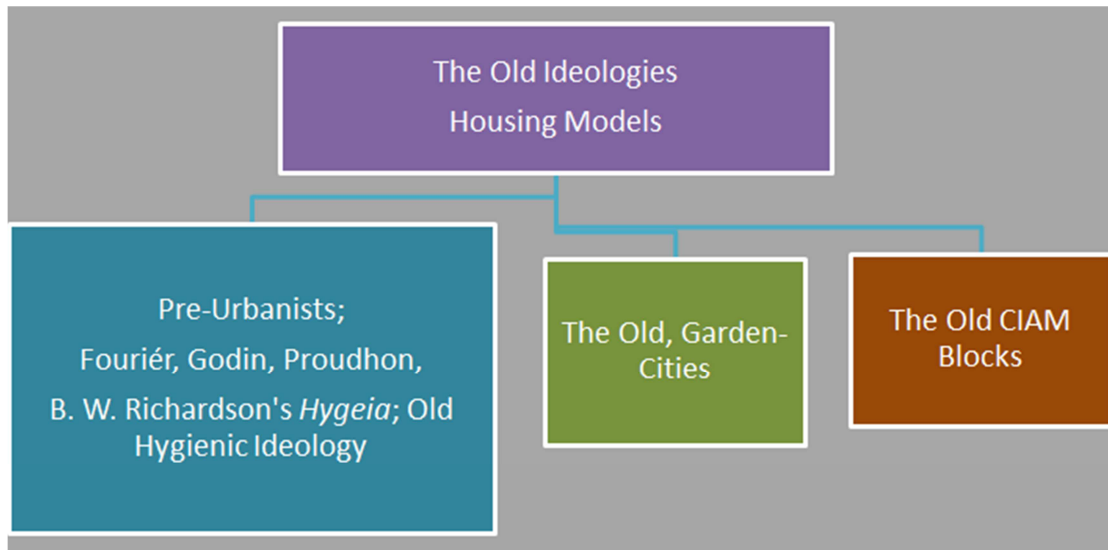 The Old Ideologies
Housing Models
Pre-Urbanists;
Fouriér, Godin, Proudhon,
B. W. Richardson's Hygeia; Old
Hygienic Ideology
The Old, Garden-
Cities
The Old CIAM
Blocks